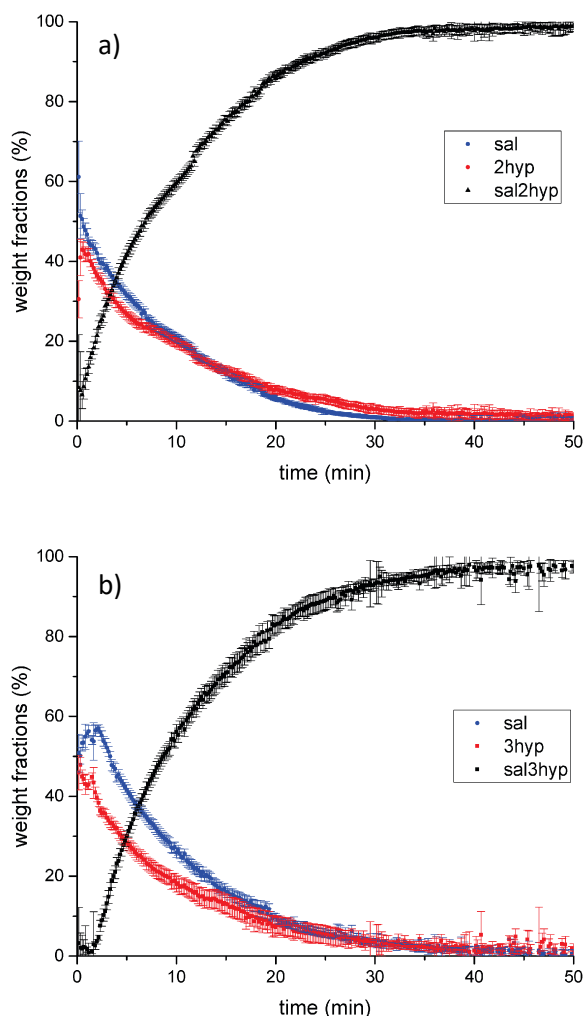 a)
weight fractions (%)
100
80
60
40
20
0
sal
2hyp
sal2hyp
0 10 20 30 40 50
time (min)
b)
weight fractions (%)
100
80
60
40
20
0
sal
3hyp
sal3hyp
0 10 20 30 40 50
time (min)